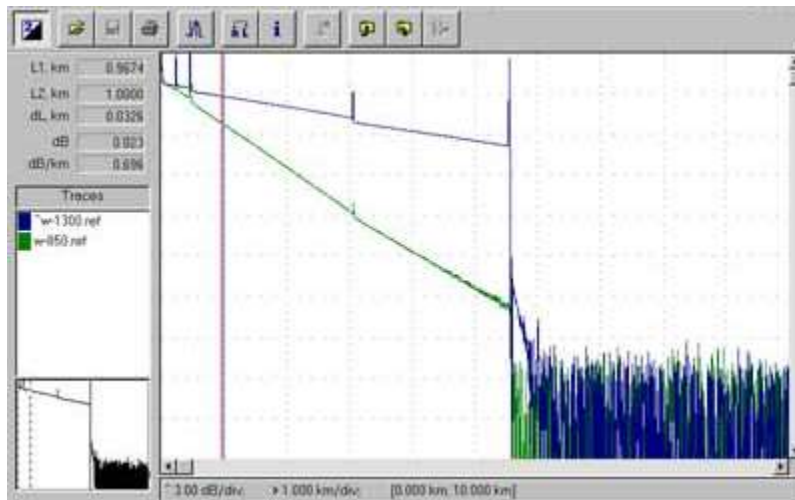 L1, km 0.9674
L2, km 1.0000
dL, km 0.0326
dB 0.023
dB/km 0.696
Traces
^w-1300.ref
w-850.ref
3.00 dB/div; 1.000 km/div; [0.000 km; 10.000 km]